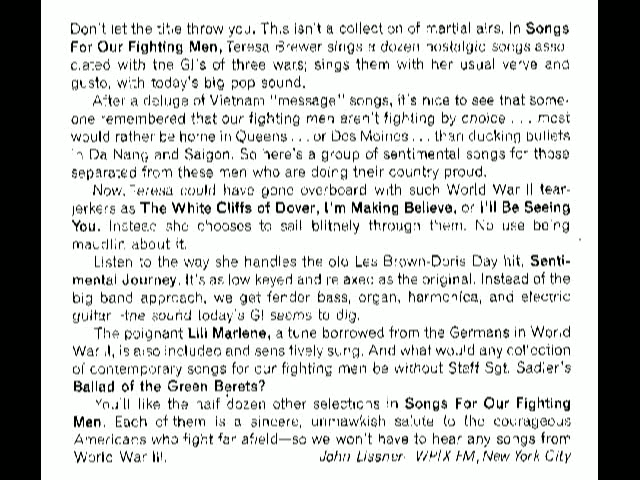 Don't let the title throw you. This isn't a collection of martial airs. In Songs
For Our Fighting Men, Teresa Brewer sings a dozen nostalgic songs asso-
ciated with the GI's of three wars; sings them with her usual verve and
gusto, with today's big pop sound.
After a deluge of Vietnam "message" songs, it's nice to see that some-
one remembered that our fighting men aren't fighting by choice . . . most
would rather be home in Queens . . . or Des Moines . . . than ducking bullets
in Da Nang and Saigon. So here's a group of sentimental songs for those
separated from these men who are doing their country proud.
Now, Teresa could have gone overboard with such World War II tear-
jerkers as The White Cliffs of Dover, I'm Making Believe, or I'll Be Seeing
You. Instead she chooses to sail blithely through them. No use being
maudlin about it.
Listen to the way she handles the old Les Brown-Doris Day hit, Senti-
mental Journey. It's as low keyed and relaxed as the original. Instead of the
big band approach, we get fender bass, organ, harmonica, and electric
guitar -the sound today's GI seems to dig.
The poignant Lili Marlene, a tune borrowed from the Germans in World
War II, is also included and sensitively sung. And what would any collection
of contemporary songs for our fighting men be without Staff Sgt. Sadler's
Ballad of the Green Berets?
You'll like the half dozen other selections in Songs For Our Fighting
Men. Each of them is a sincere, unmawkish salute to the courageous
Americans who fight far afield—so we won't have to hear any songs from
World War III. John Lissner WPIX FM, New York City